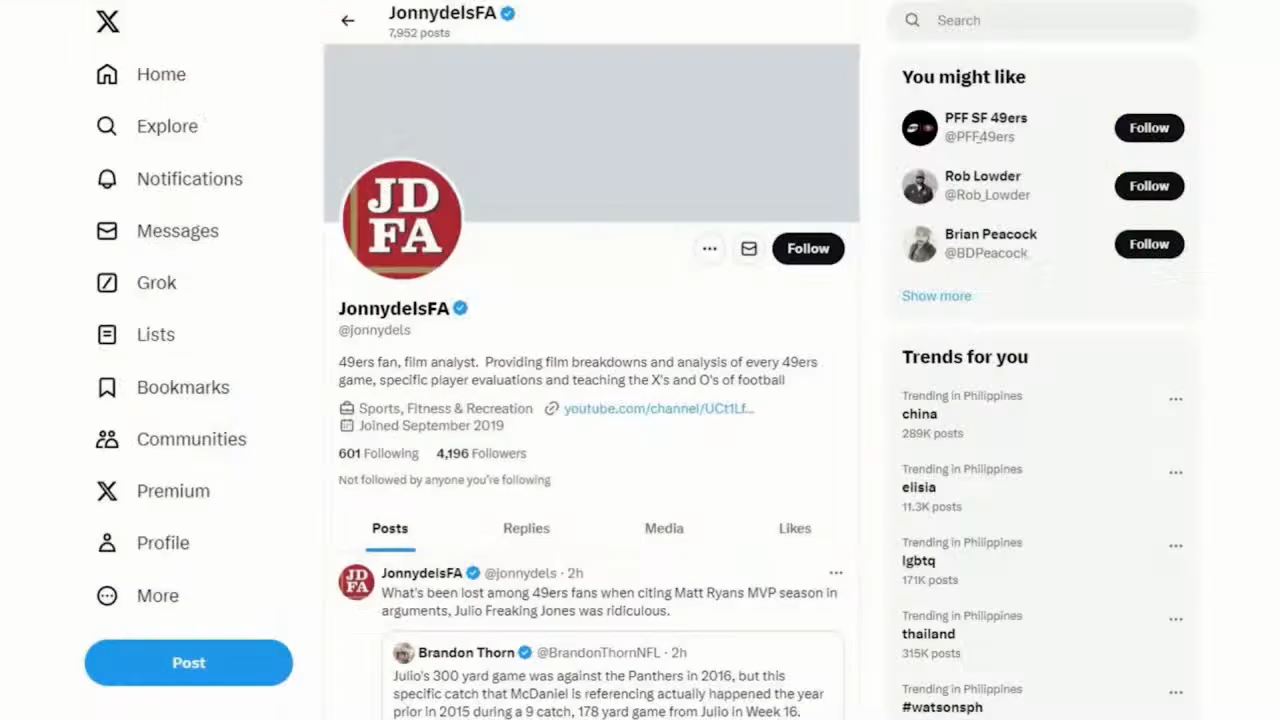 Home
Explore
Notifications
Messages
Grok
Lists
Bookmarks
Communities
Premium
Profile
More
Post
JonnydelsFA
7,952 posts
JD
FA
Follow
JonnydelsFA
@jonnydels
49ers fan, film analyst. Providing film breakdowns and analysis of every 49ers
game, specific player evaluations and teaching the X's and O's of football
Sports, Fitness & Recreation youtube.com/channel/UCt1Lf...
Joined September 2019
601 Following 4,196 Followers
Not followed by anyone you're following
Posts Replies Media Likes
JD
FA
JonnydelsFA @jonnydels · 2h
What's been lost among 49ers fans when citing Matt Ryans MVP season in
arguments, Julio Freaking Jones was ridiculous.
Brandon Thorn @BrandonThornNFL · 2h
Julio's 300 yard game was against the Panthers in 2016, but this
specific catch that McDaniel is referencing actually happened the year
prior in 2015 during a 9 catch, 178 yard game from Julio in Week 16.
Search
You might like
PFF SF 49ers
@PFF_49ers
Follow
Rob Lowder
@Rob_Lowder
Follow
Brian Peacock
@BDPeacock
Follow
Show more
Trends for you
Trending in Philippines
china
289K posts
Trending in Philippines
elisia
11.3K posts
Trending in Philippines
lgbtq
171K posts
Trending in Philippines
thailand
315K posts
Trending in Philippines
#watsonsph